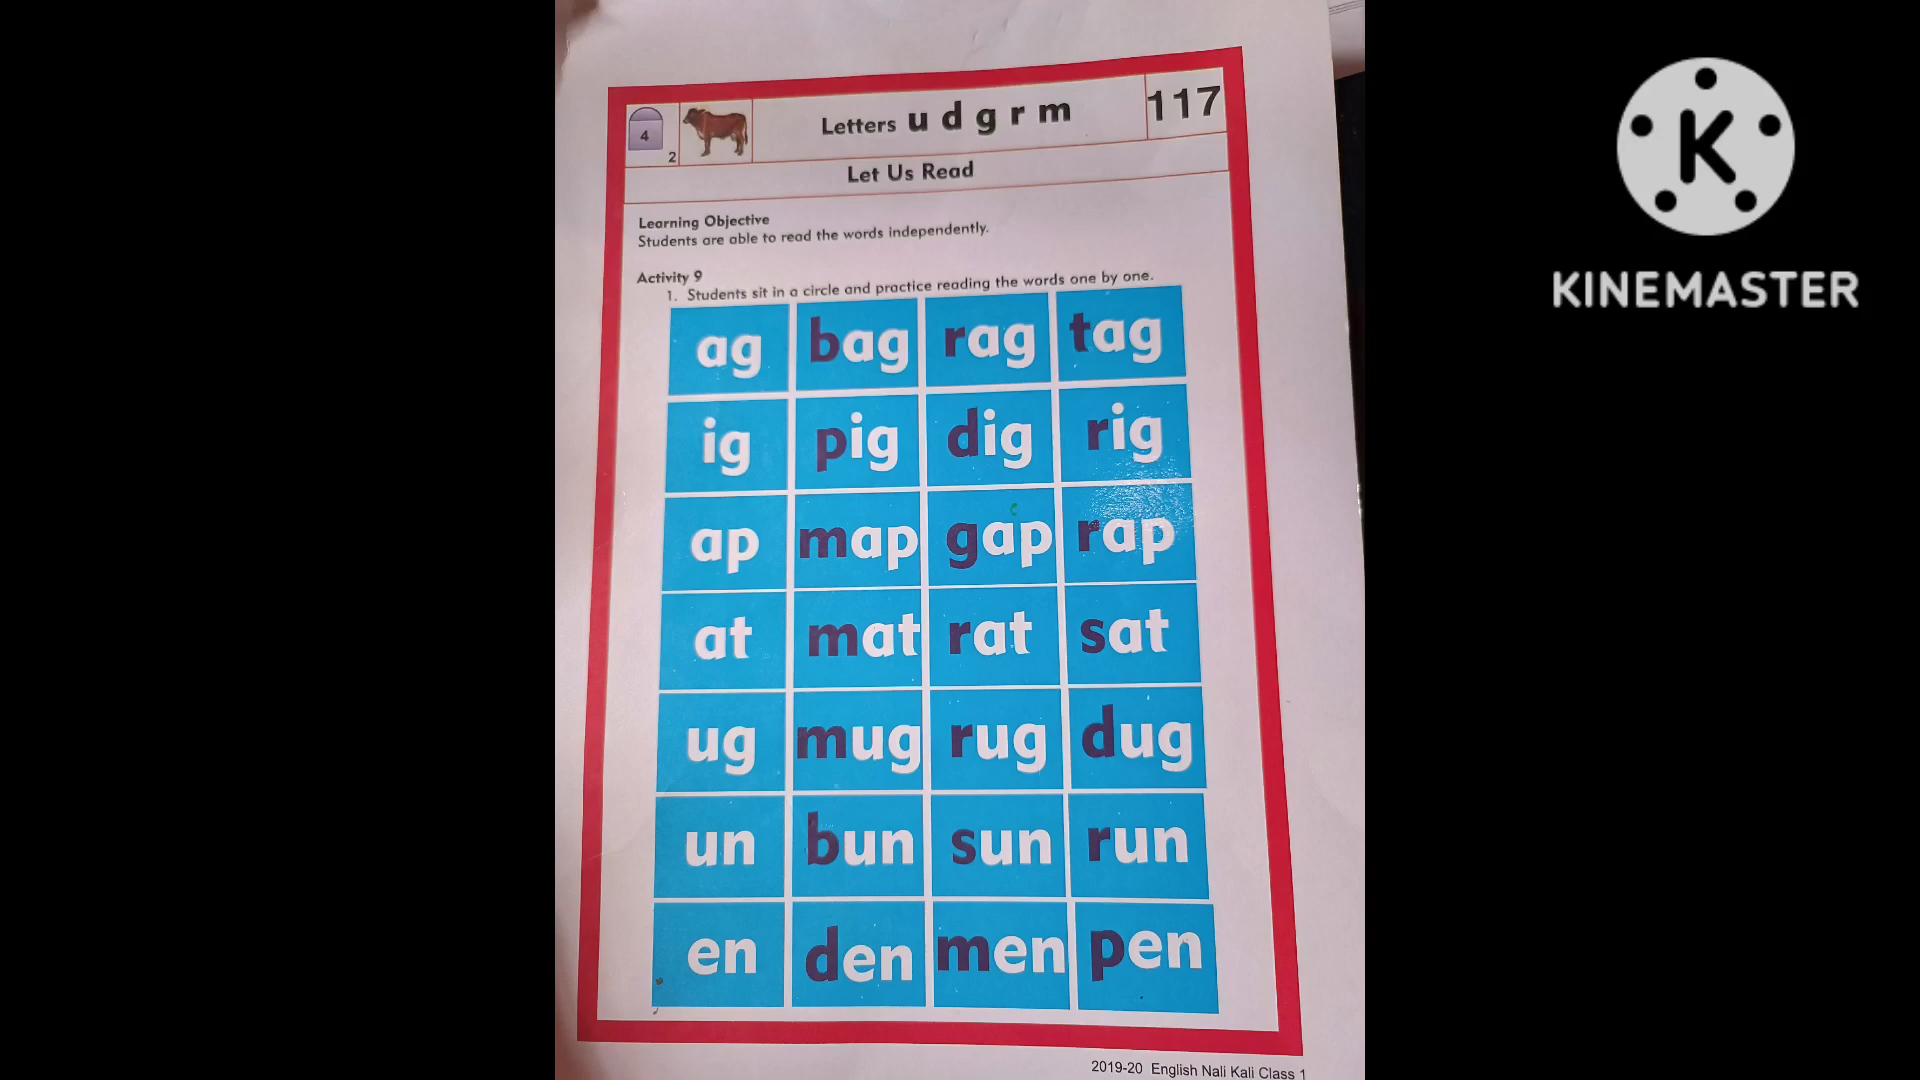 4
2
Letters u d g r m
117
Let Us Read
Learning Objective
Students are able to read the words independently.
Activity 9
1. Students sit in a circle and practice reading the words one by one.
ag bag rag tag
ig pig dig rig
ap map gap rap
at mat rat sat
ug mug rug dug
un bun sun run
en den men pen
2019-20 English Nali Kali Class 1
K
KINEMASTER